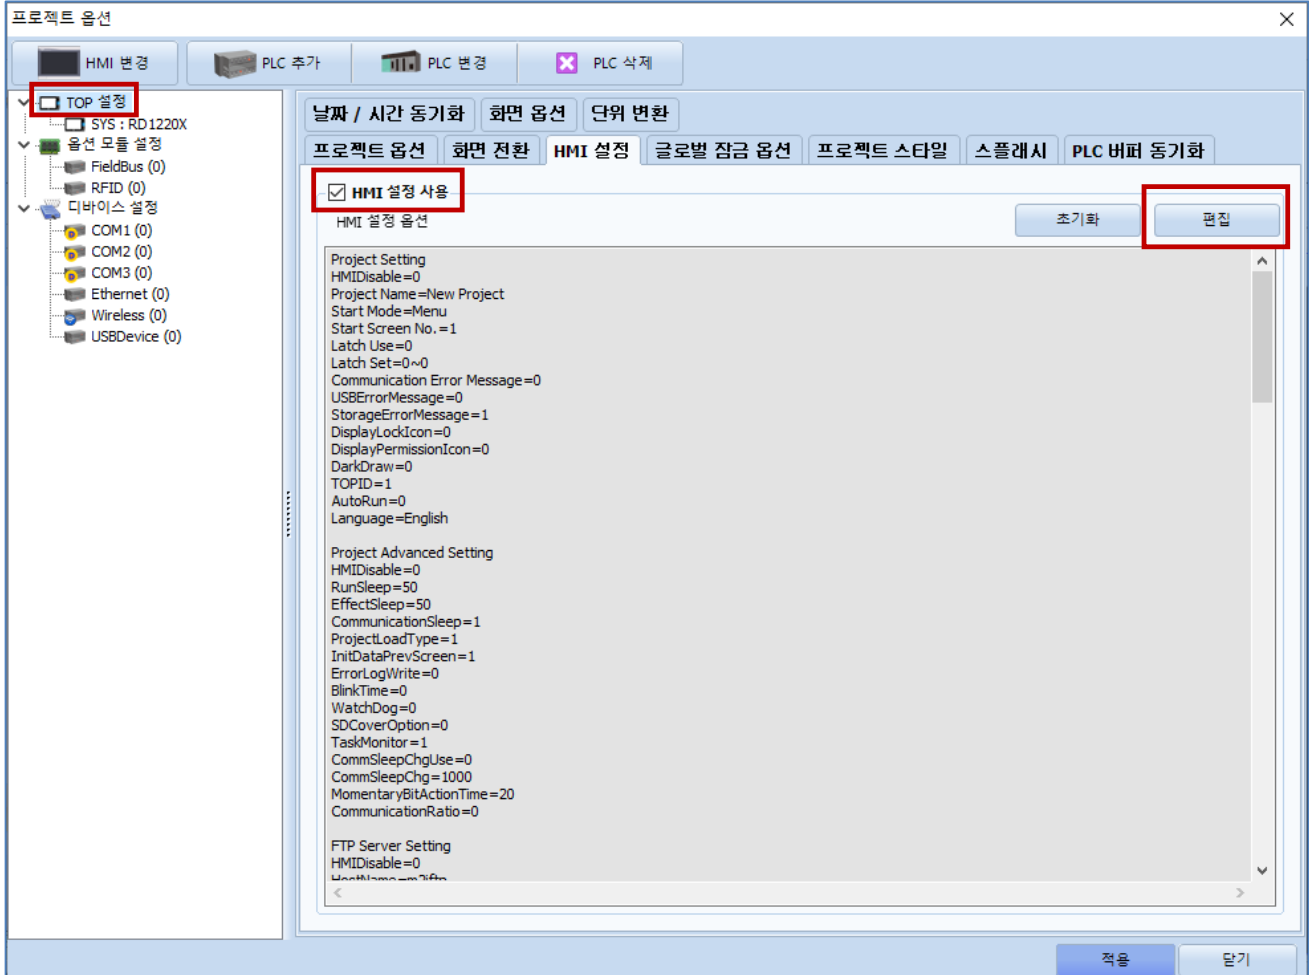 프로젝트 옵션
HMI 변경
PLC 추가
PLC 변경
PLC 삭제
TOP 설정
SYS : RD1220X
옵션 모듈 설정
FieldBus (0)
RFID (0)
디바이스 설정
COM1 (0)
COM2 (0)
COM3 (0)
Ethernet (0)
Wireless (0)
USBDevice (0)
날짜 / 시간 동기화
화면 옵션
단위 변환
프로젝트 옵션
화면 전환
HMI 설정
글로벌 잠금 옵션
프로젝트 스타일
스플래시
PLC 버퍼 동기화
HMI 설정 사용
HMI 설정 옵션
초기화
편집
Project Setting
HMIDisable=0
Project Name=New Project
Start Mode=Menu
Start Screen No.=1
Latch Use=0
Latch Set=0~0
Communication Error Message=0
USBErrorMessage=0
StorageErrorMessage=1
DisplayLockIcon=0
DisplayPermissionIcon=0
DarkDraw=0
TOPID=1
AutoRun=0
Language=English
Project Advanced Setting
HMIDisable=0
RunSleep=50
EffectSleep=50
CommunicationSleep=1
ProjectLoadType=1
InitDataPrevScreen=1
ErrorLogWrite=0
BlinkTime=0
WatchDog=0
SDCoverOption=0
TaskMonitor=1
CommSleepChgUse=0
CommSleepChg=1000
MomentaryBitActionTime=20
CommunicationRatio=0
FTP Server Setting
HMIDisable=0
HostName=m2iftp
적용
닫기